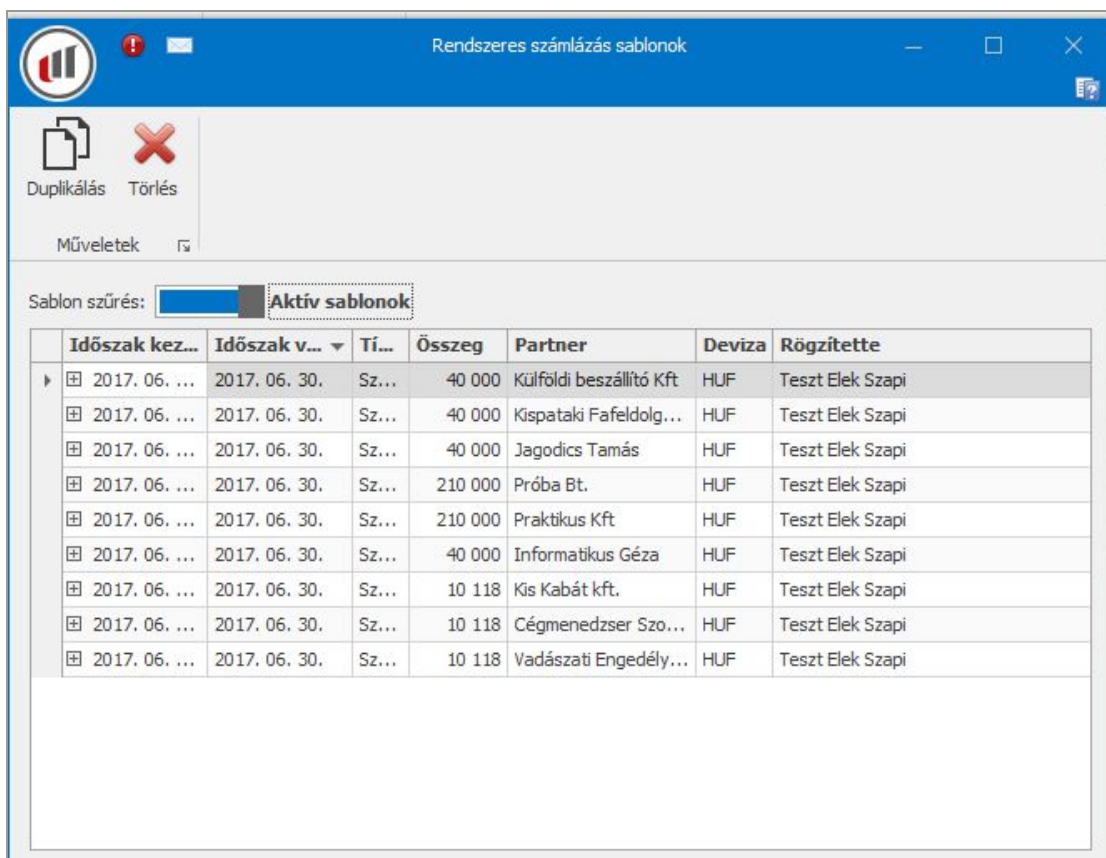 Rendszeres számlázás sablonok
Duplikálás Törlés
Műveletek
Sablon szűrés: Aktív sablonok
Időszak kez... Időszak v... Tí... Összeg Partner Deviza Rögzítette
2017. 06. ... 2017. 06. 30. Sz... 40 000 Külföldi beszállító Kft HUF Teszt Elek Szapi
2017. 06. ... 2017. 06. 30. Sz... 40 000 Kispataki Fafeldolg... HUF Teszt Elek Szapi
2017. 06. ... 2017. 06. 30. Sz... 40 000 Jagodics Tamás HUF Teszt Elek Szapi
2017. 06. ... 2017. 06. 30. Sz... 210 000 Próba Bt. HUF Teszt Elek Szapi
2017. 06. ... 2017. 06. 30. Sz... 210 000 Praktikus Kft HUF Teszt Elek Szapi
2017. 06. ... 2017. 06. 30. Sz... 40 000 Informatikus Géza HUF Teszt Elek Szapi
2017. 06. ... 2017. 06. 30. Sz... 10 118 Kis Kabát kft. HUF Teszt Elek Szapi
2017. 06. ... 2017. 06. 30. Sz... 10 118 Cégmenedzser Szo... HUF Teszt Elek Szapi
2017. 06. ... 2017. 06. 30. Sz... 10 118 Vadászati Engedély... HUF Teszt Elek Szapi